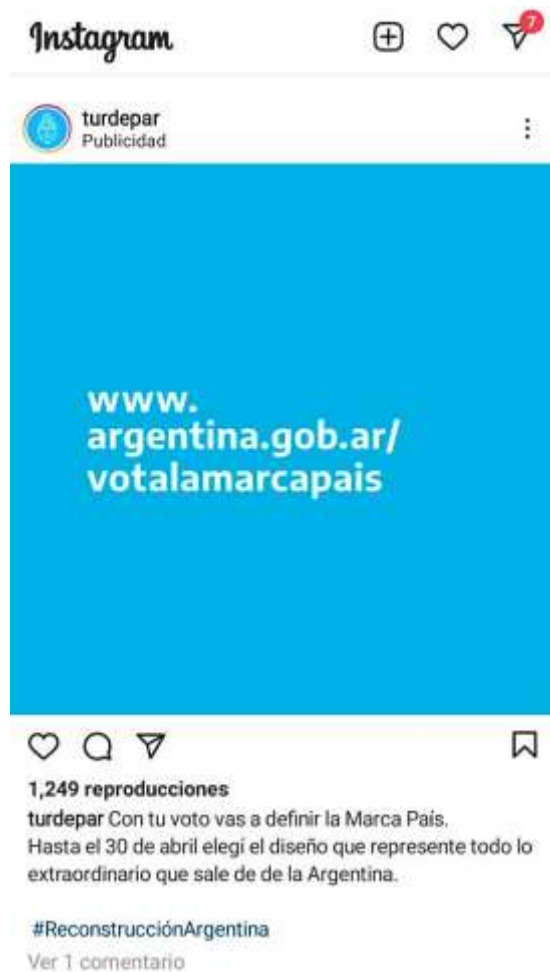 Instagram
7
turdepar
Publicidad
www.
argentina.gob.ar/
votalamarcapais
1,249 reproducciones
turdepar Con tu voto vas a definir la Marca País.
Hasta el 30 de abril elegí el diseño que represente todo lo
extraordinario que sale de de la Argentina.
#ReconstrucciónArgentina
Ver 1 comentario